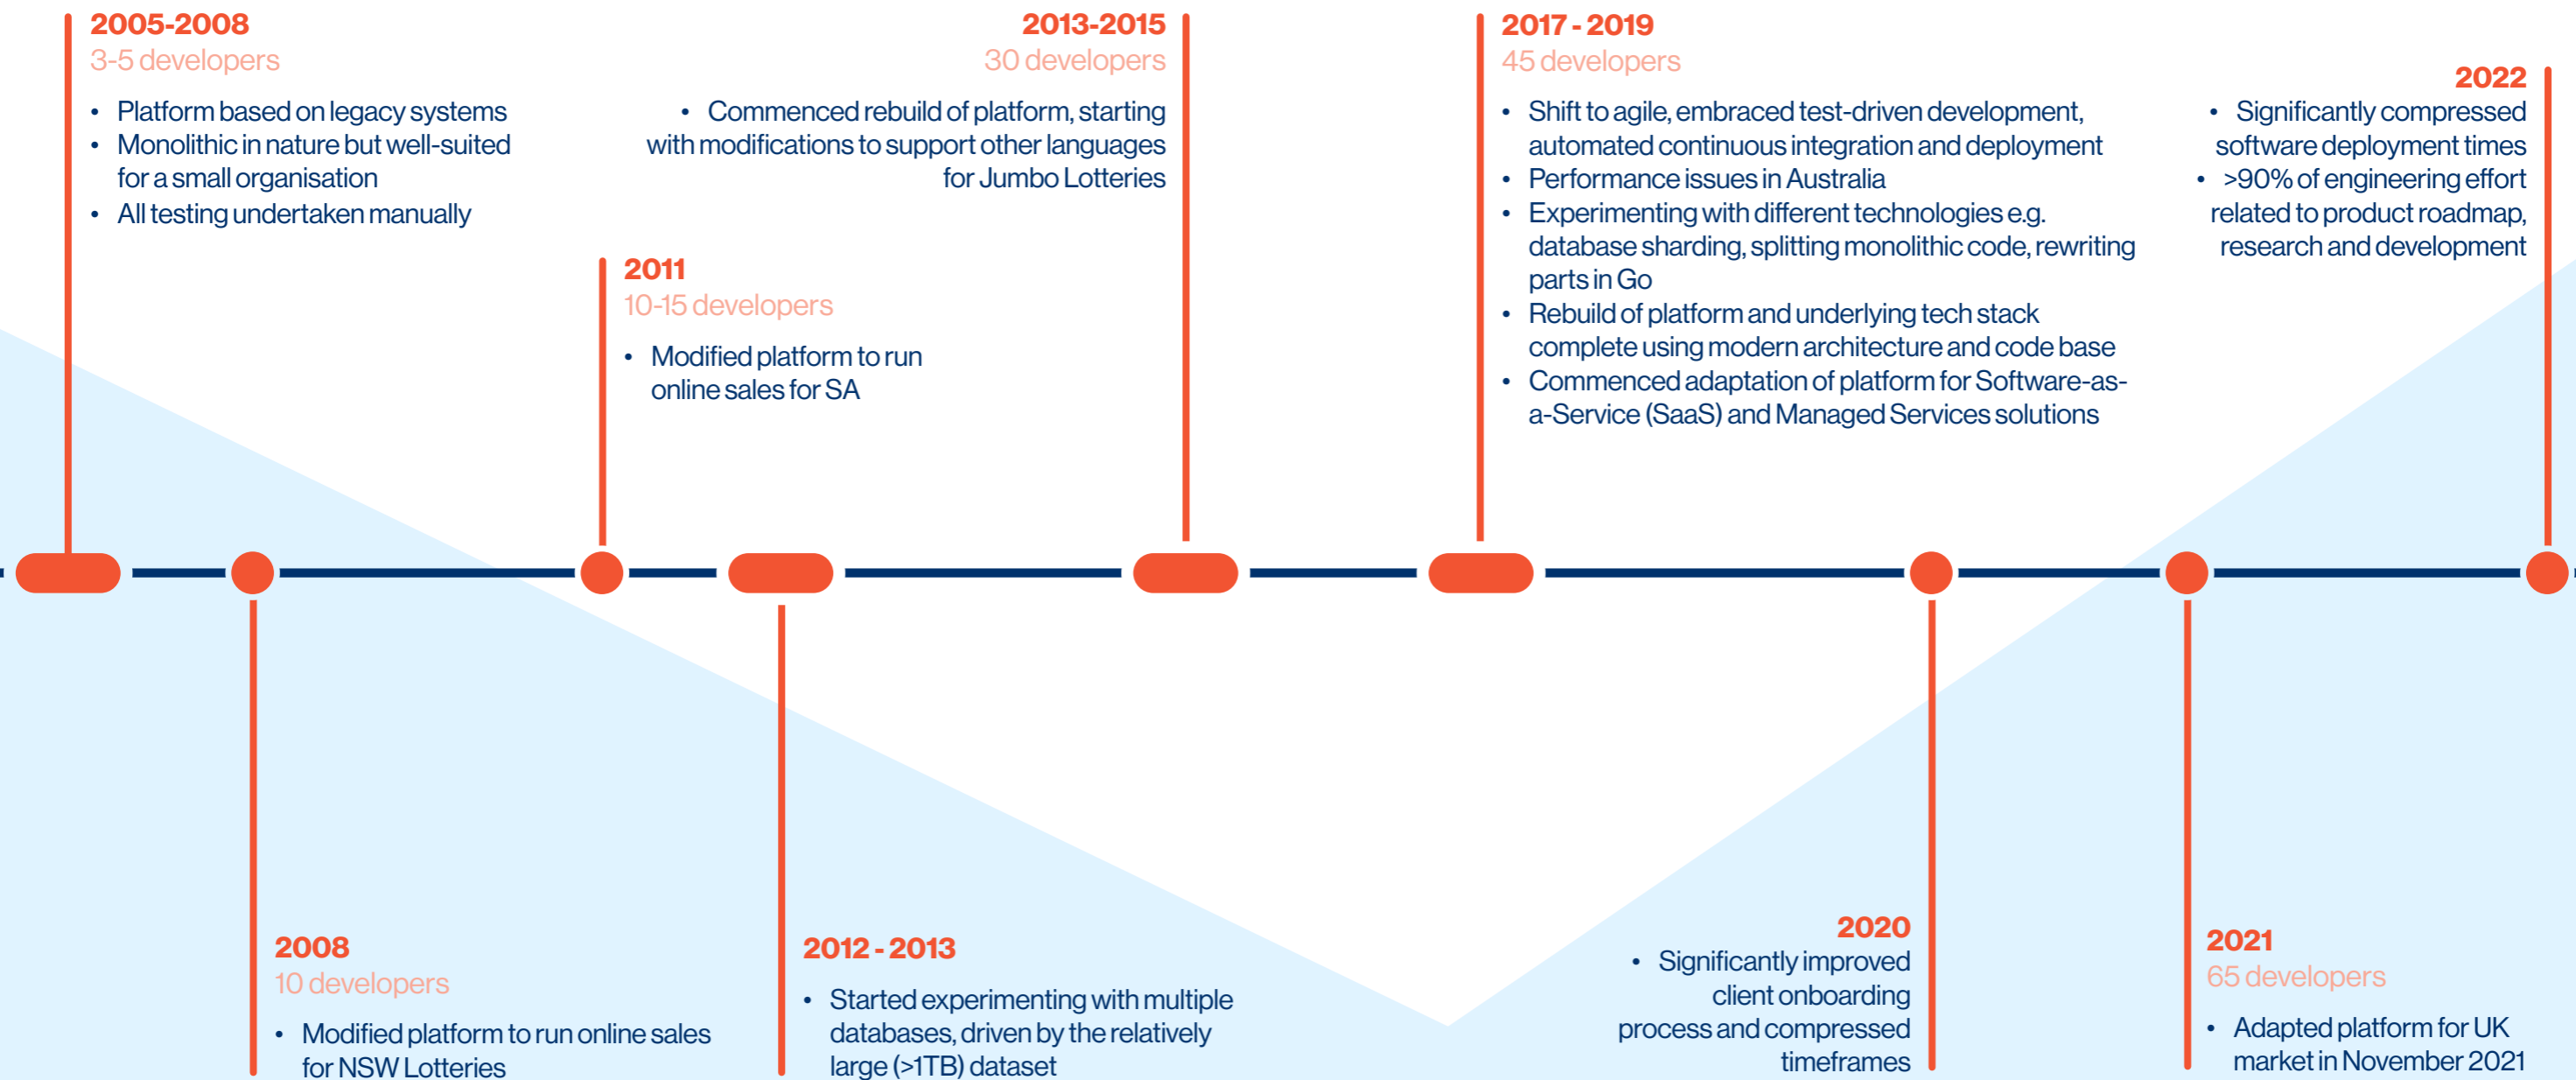 2005-2008
3-5 developers
• Platform based on legacy systems
• Monolithic in nature but well-suited
for a small organisation
• All testing undertaken manually
2008
10 developers
• Modified platform to run online sales
for NSW Lotteries
2011
10-15 developers
• Modified platform to run
online sales for SA
2012 - 2013
• Started experimenting with multiple
databases, driven by the relatively
large (>1TB) dataset
2013-2015
30 developers
• Commenced rebuild of platform, starting
with modifications to support other languages
for Jumbo Lotteries
2017 - 2019
45 developers
• Shift to agile, embraced test-driven development,
automated continuous integration and deployment
• Performance issues in Australia
• Experimenting with different technologies e.g.
database sharding, splitting monolithic code, rewriting
parts in Go
• Rebuild of platform and underlying tech stack
complete using modern architecture and code base
• Commenced adaptation of platform for Software-as-
a-Service (SaaS) and Managed Services solutions
2020
• Significantly improved
client onboarding
process and compressed
timeframes
2021
65 developers
• Adapted platform for UK
market in November 2021
2022
• Significantly compressed
software deployment times
• >90% of engineering effort
related to product roadmap,
research and development